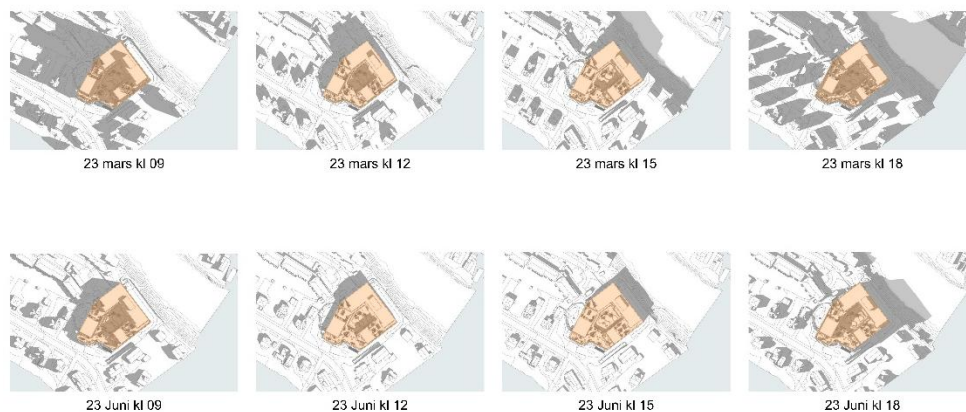 23 mars kl 09
23 mars kl 12
23 mars kl 15
23 mars kl 18
23 Juni kl 09
23 Juni kl 12
23 Juni kl 15
23 Juni kl 18